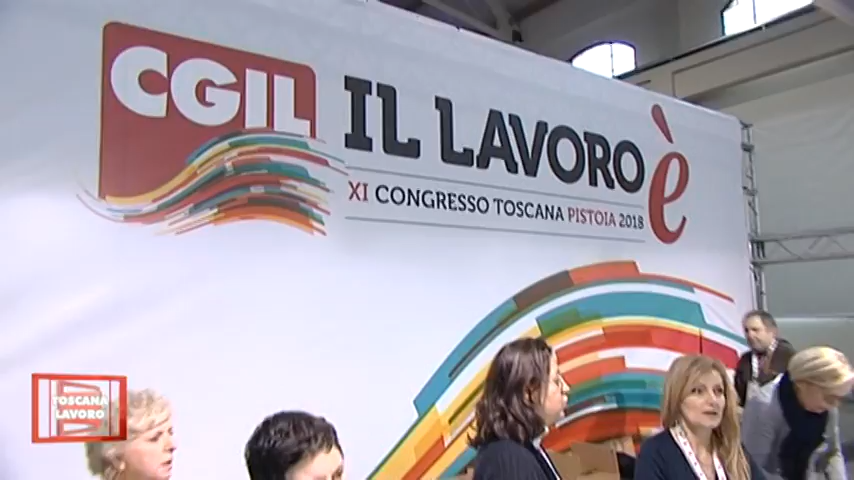 CGIL
IL LAVORO è
XI CONGRESSO TOSCANA PISTOIA 2018
TOSCANA
LAVORO